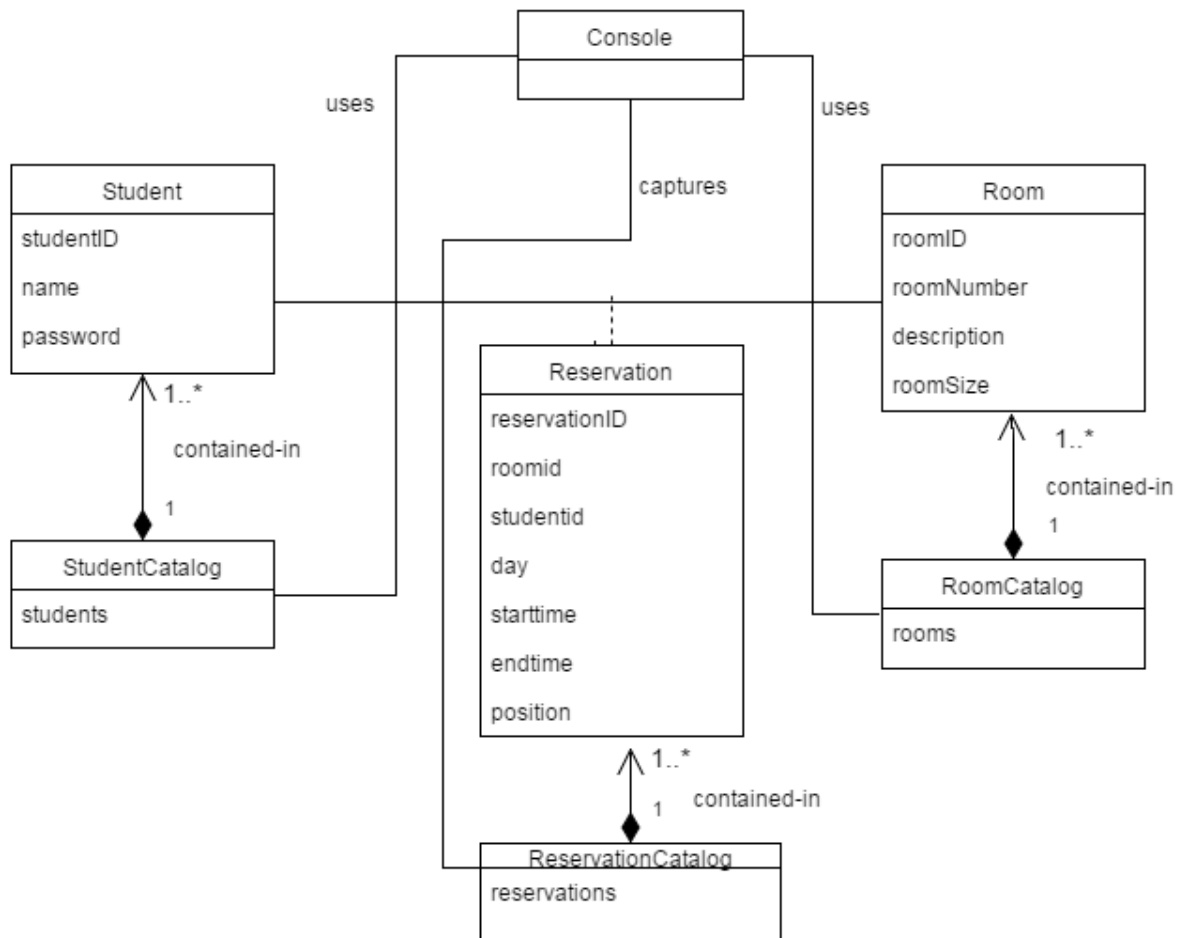 Console
uses
uses
captures
Student
studentID
name
password
Room
roomID
roomNumber
description
roomSize
1..*
contained-in
1
Reservation
reservationID
roomid
studentid
day
starttime
endtime
position
1..*
contained-in
1
StudentCatalog
students
RoomCatalog
rooms
1..*
contained-in
1
ReservationCatalog
reservations